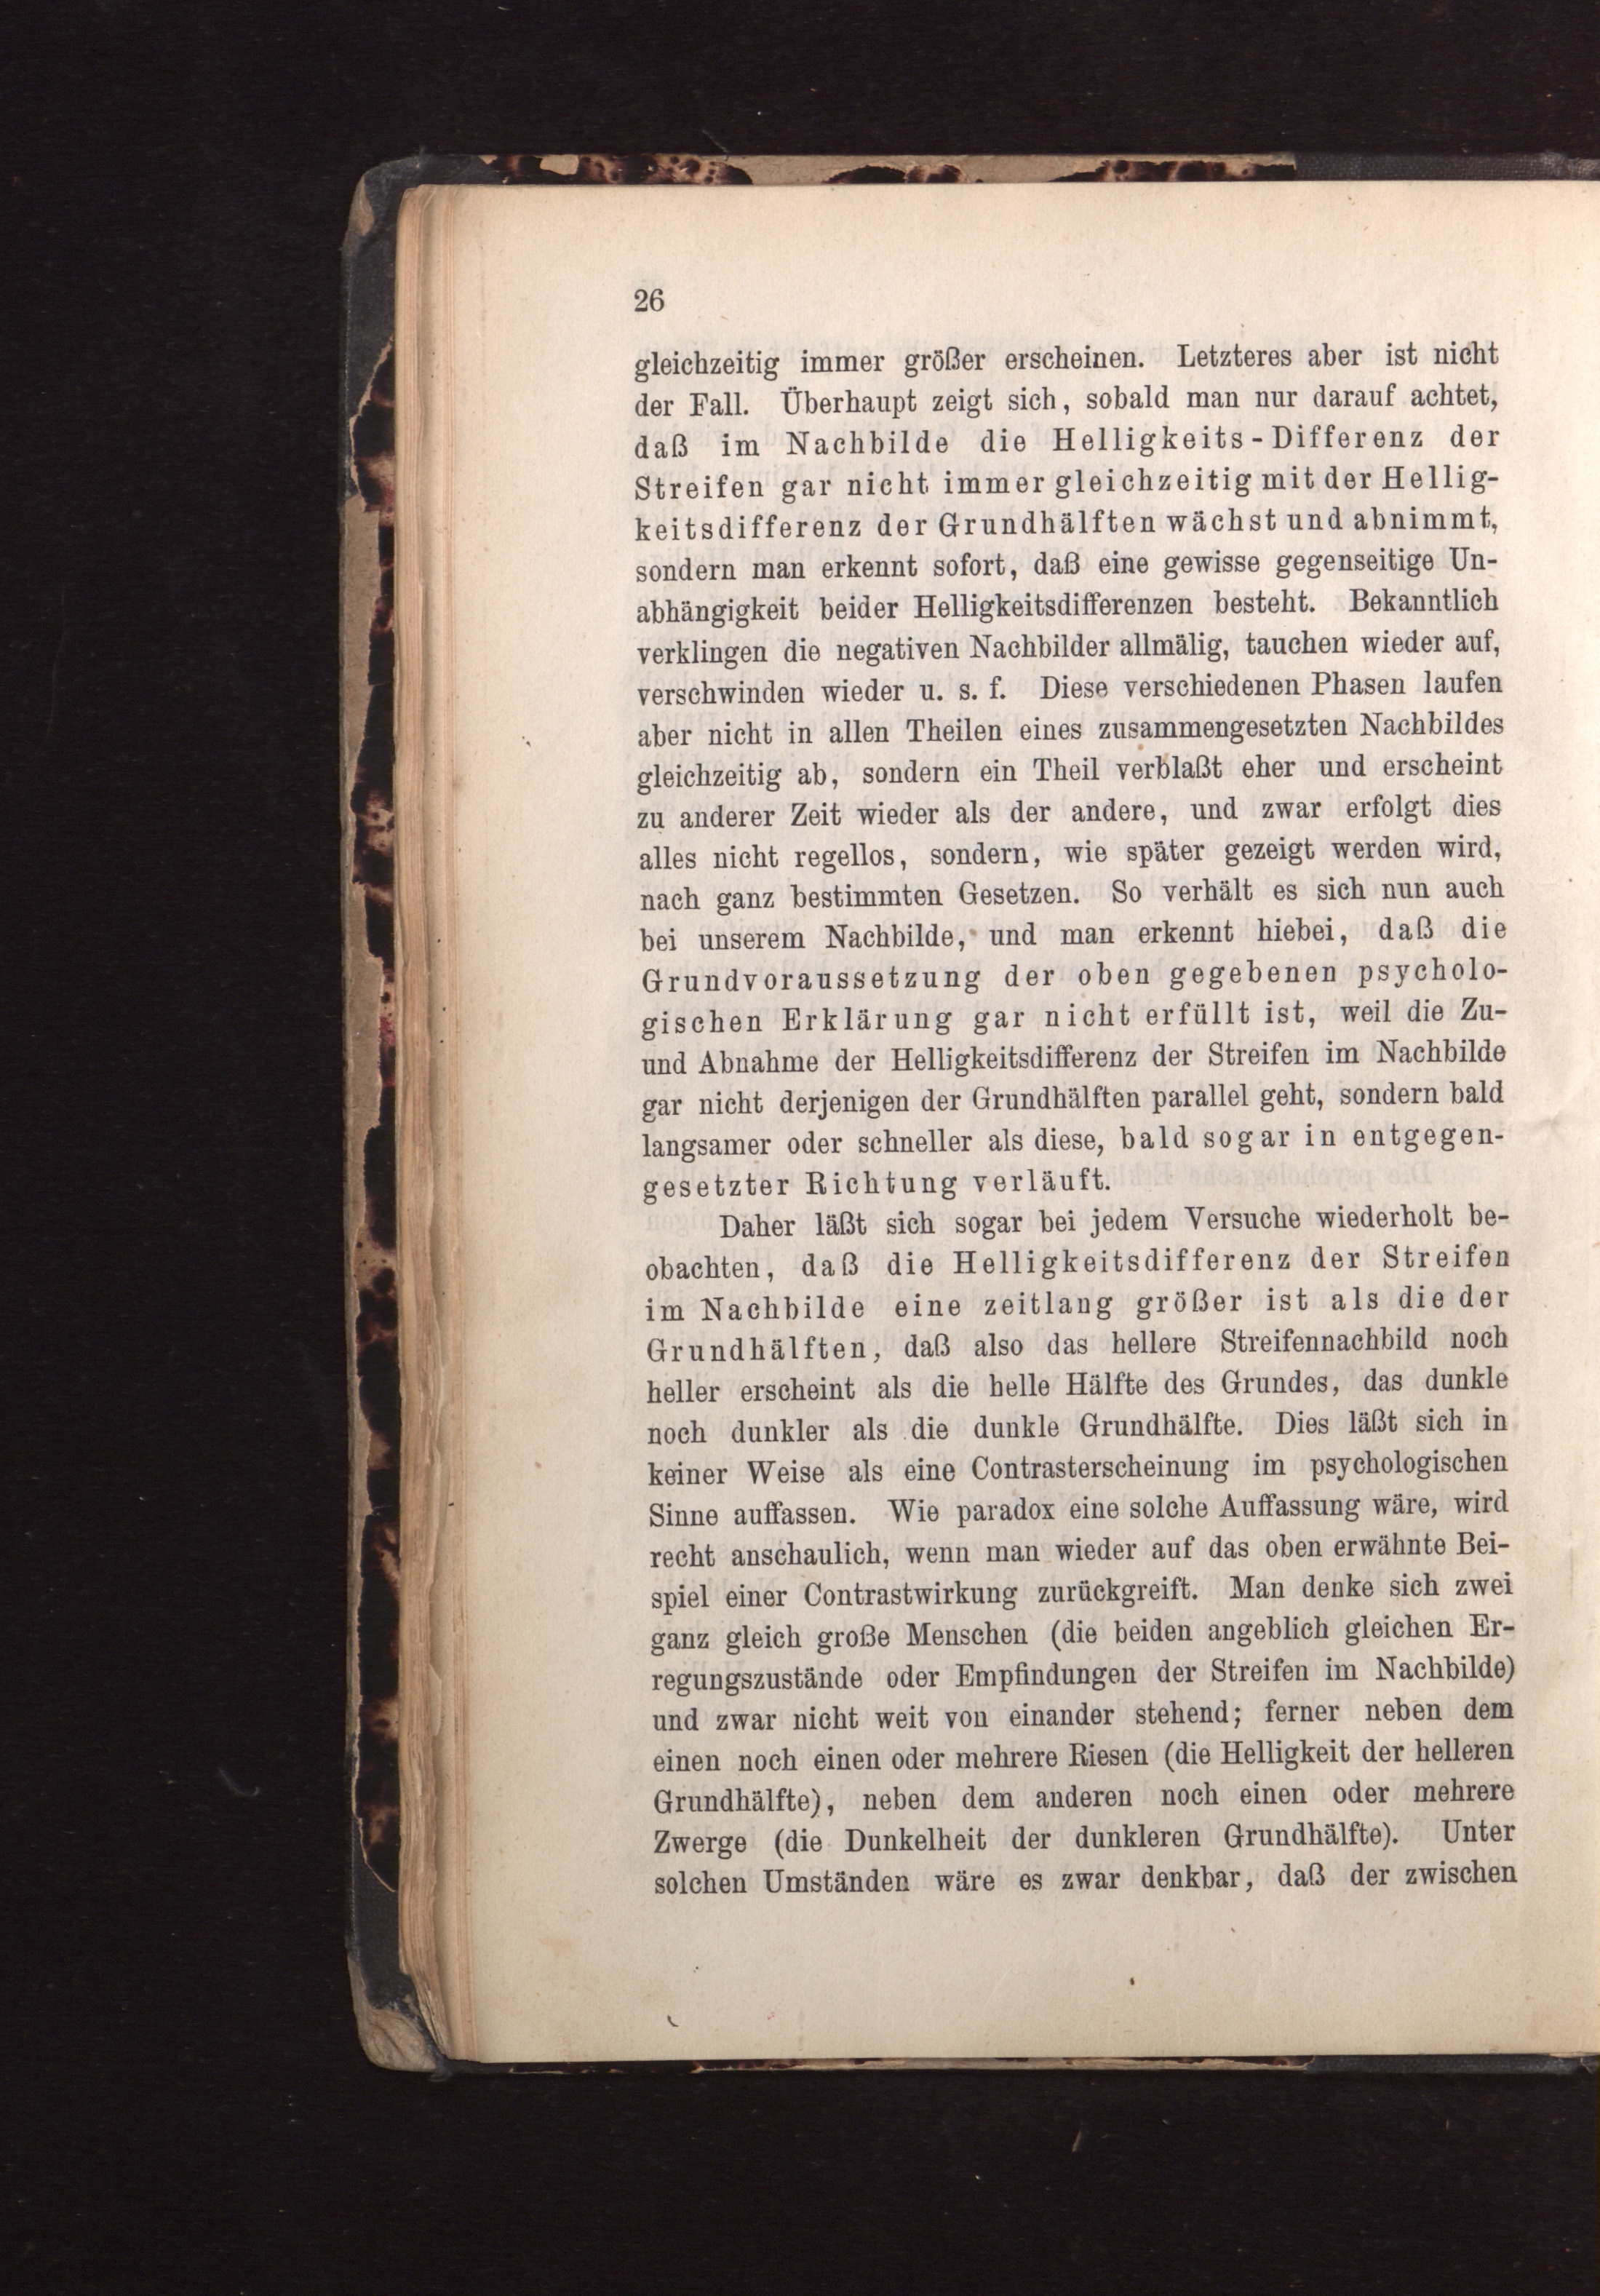 26
gleichzeitig immer größer erscheinen. Letzteres aber ist nicht
der Fall. Überhaupt zeigt sich, sobald man nur darauf achtet,
daß im Nachbilde die Helligkeits-Differenz der
Streifen gar nicht immer gleichzeitig mit der Hellig-
keitsdifferenz der Grundhälften wächst und abnimmt,
sondern man erkennt sofort, daß eine gewisse gegenseitige Un-
abhängigkeit beider Helligkeitsdifferenzen besteht. Bekanntlich
verklingen die negativen Nachbilder allmälig, tauchen wieder auf,
verschwinden wieder u. s. f. Diese verschiedenen Phasen laufen
aber nicht in allen Theilen eines zusammengesetzten Nachbildes
gleichzeitig ab, sondern ein Theil verblaßt eher und erscheint
zu anderer Zeit wieder als der andere, und zwar erfolgt dies
alles nicht regellos, sondern, wie später gezeigt werden wird,
nach ganz bestimmten Gesetzen. So verhält es sich nun auch
bei unserem Nachbilde, und man erkennt hiebei, daß die
Grundvoraussetzung der oben gegebenen psycholo-
gischen Erklärung gar nicht erfüllt ist, weil die Zu-
und Abnahme der Helligkeitsdifferenz der Streifen im Nachbilde
gar nicht derjenigen der Grundhälften parallel geht, sondern bald
langsamer oder schneller als diese, bald sogar in entgegen-
gesetzter Richtung verläuft.
Daher läßt sich sogar bei jedem Versuche wiederholt be-
obachten, daß die Helligkeitsdifferenz der Streifen
im Nachbilde eine zeitlang größer ist als die der
Grundhälften, daß also das hellere Streifennachbild noch
heller erscheint als die helle Hälfte des Grundes, das dunkle
noch dunkler als die dunkle Grundhälfte. Dies läßt sich in
keiner Weise als eine Contrasterscheinung im psychologischen
Sinne auffassen. Wie paradox eine solche Auffassung wäre, wird
recht anschaulich, wenn man wieder auf das oben erwähnte Bei-
spiel einer Contrastwirkung zurückgreift. Man denke sich zwei
ganz gleich große Menschen (die beiden angeblich gleichen Er-
regungszustände oder Empfindungen der Streifen im Nachbilde)
und zwar nicht weit von einander stehend; ferner neben dem
einen noch einen oder mehrere Riesen (die Helligkeit der helleren
Grundhälfte), neben dem anderen noch einen oder mehrere
Zwerge (die Dunkelheit der dunkleren Grundhälfte). Unter
solchen Umständen wäre es zwar denkbar, daß der zwischen